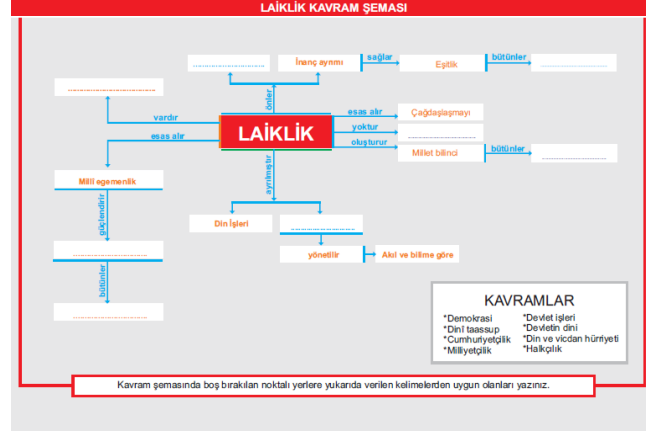 LAİKLİK KAVRAM ŞEMASI
İnanç ayrımı
sağlar
Eşitlik
bütünler
önler
vardır
esas alır
LAİKLİK
esas alır
Çağdaşlaşmayı
yoktur
oluşturur
Millet bilinci
bütünler
ayrılmıştır
Milli egemenlik
güçlendirir
bütünler
Din İşleri
yönetilir
Akıl ve bilime göre
KAVRAMLAR
*Demokrasi
*Dinî taassup
*Cumhuriyetçilik
*Milliyetçilik
*Devlet işleri
*Devletin dini
*Din ve vicdan hürriyeti
*Halkçılık
Kavram şemasında boş bırakılan noktalı yerlere yukarıda verilen kelimelerden uygun olanları yazınız.